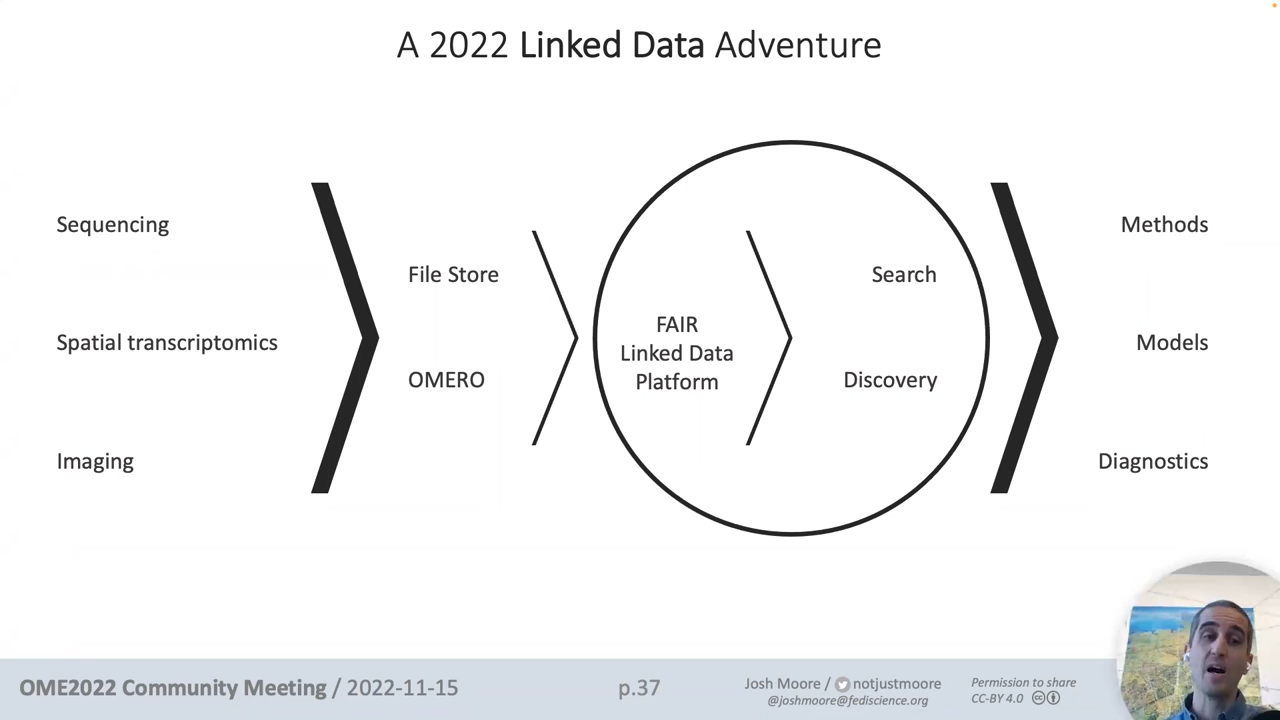 A 2022 Linked Data Adventure
Sequencing
Spatial transcriptomics
Imaging
File Store
OMERO
FAIR
Linked Data
Platform
Search
Discovery
Methods
Models
Diagnostics
OME2022 Community Meeting / 2022-11-15
p.37
Josh Moore / notjustmoore
@joshmoore@fediscience.org
Permission to share
CC-BY 4.0